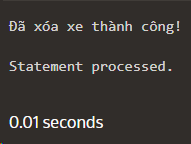 Đã xóa xe thành công!
Statement processed.
0.01 seconds